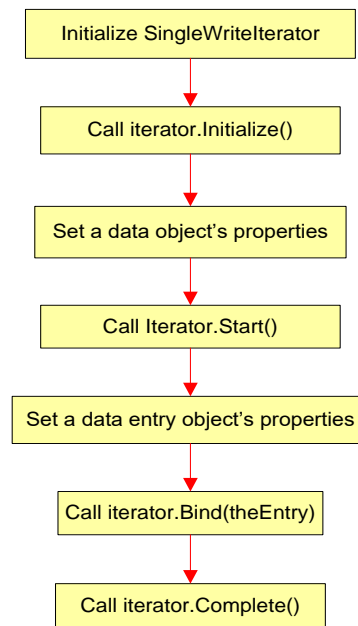 Initialize SingleWriteIterator
Call iterator.Initialize()
Set a data object’s properties
Call Iterator.Start()
Set a data entry object’s properties
Call iterator.Bind(theEntry)
Call iterator.Complete()